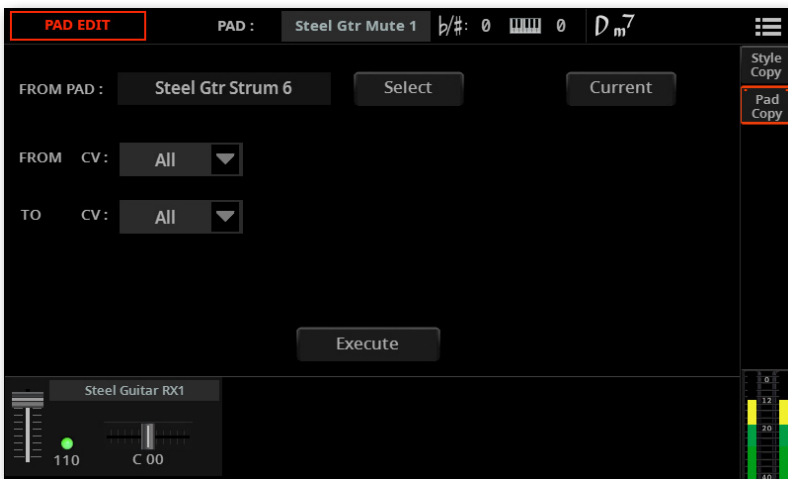 PAD EDIT PAD : Steel Gtr Mute 1 ♭/#: 0 0 Dm7
Style
Copy
FROM PAD : Steel Gtr Strum 6 Select Current
Pad
Copy
FROM CV : All
TO CV : All
Execute
Steel Guitar RX1
0
12
20
110 C 00
40